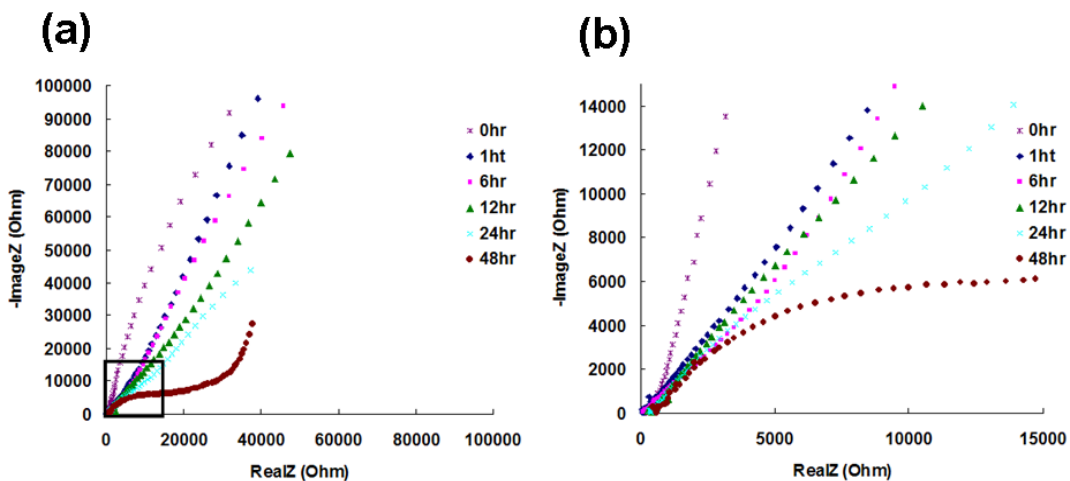 (a)
100000
90000
80000
70000
60000
50000
40000
30000
20000
10000
0
-ImageZ (Ohm)
0 20000 40000 60000 80000 100000
RealZ (Ohm)
0hr
1ht
6hr
12hr
24hr
48hr
(b)
14000
12000
10000
8000
6000
4000
2000
0
-ImageZ (Ohm)
0 5000 10000 15000
RealZ (Ohm)
0hr
1ht
6hr
12hr
24hr
48hr